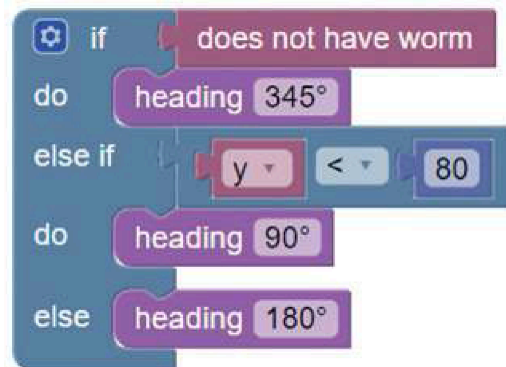 if does not have worm
do heading 345°
else if y < 80
do heading 90°
else heading 180°